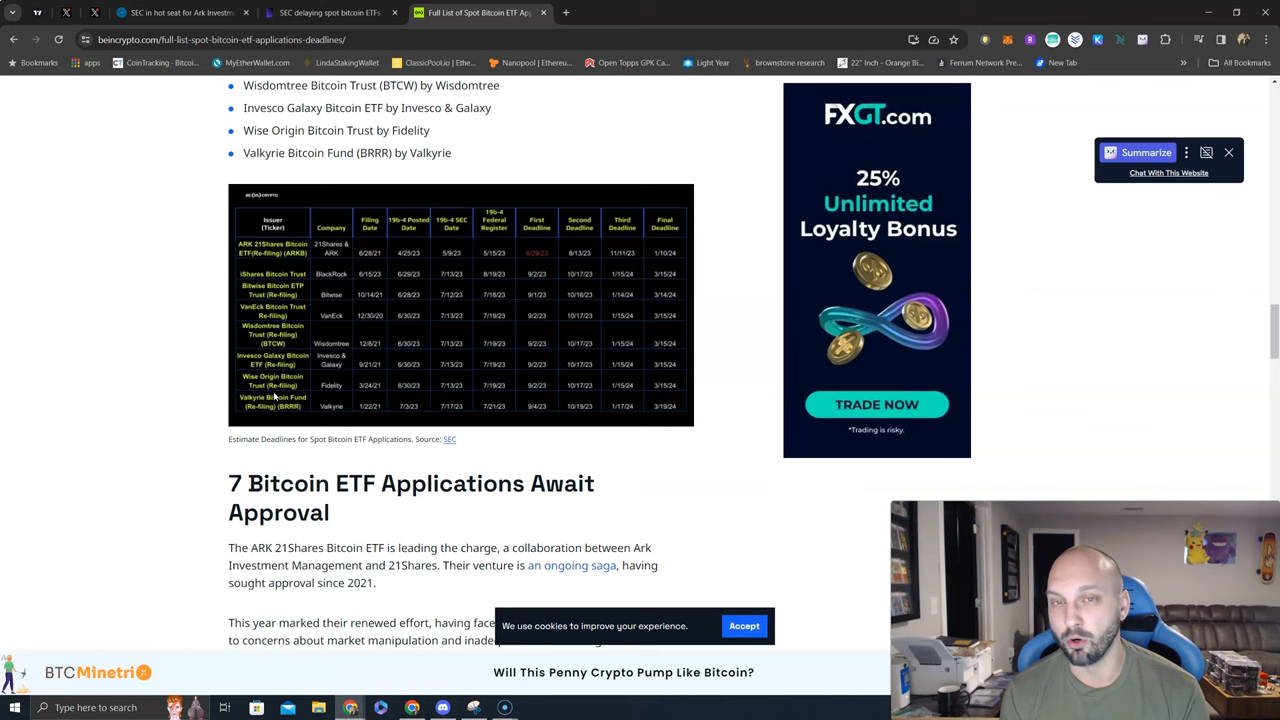 SEC in hot seat for Ark Investm
SEC delaying spot bitcoin ETFs
Full List of Spot Bitcoin ETF App
beincrypto.com/full-list-spot-bitcoin-etf-applications-deadlines/
Bookmarks
apps
CoinTracking · Bitcoi...
MyEtherWallet.com
LindaStakingWallet
ClassicPool.io | Ethe...
Nanopool | Ethereu...
Open Topps GPK Ca...
Light Year
brownstone research
22" Inch - Orange Bi...
Ferrum Network Pre...
New Tab
All Bookmarks
Wisdomtree Bitcoin Trust (BTCW) by Wisdomtree
Invesco Galaxy Bitcoin ETF by Invesco & Galaxy
Wise Origin Bitcoin Trust by Fidelity
Valkyrie Bitcoin Fund (BRRR) by Valkyrie
BE[IN]CRYPTO
Issuer (Ticker) Company Filing Date 19b-4 Posted Date 19b-4 SEC Date 19b-4 Federal Register First Deadline Second Deadline Third Deadline Final Deadline
ARK 21Shares Bitcoin ETF(Re-filing) (ARKB) 21Shares & ARK 6/28/21 4/25/23 5/9/23 5/15/23 6/29/23 8/13/23 11/11/23 1/10/24
iShares Bitcoin Trust BlackRock 6/15/23 6/29/23 7/13/23 8/19/23 9/2/23 10/17/23 1/15/24 3/15/24
Bitwise Bitcoin ETP Trust (Re-filing) Bitwise 10/14/21 6/28/23 7/12/23 7/18/23 9/1/23 10/16/23 1/14/24 3/14/24
VanEck Bitcoin Trust Re-filing) VanEck 12/30/20 6/30/23 7/13/23 7/19/23 9/2/23 10/17/23 1/15/24 3/15/24
Wisdomtree Bitcoin Trust (Re-filing) (BTCW) Wisdomtree 12/8/21 6/30/23 7/13/23 7/19/23 9/2/23 10/17/23 1/15/24 3/15/24
Invesco Galaxy Bitcoin ETF (Re-filing) Invesco & Galaxy 9/21/21 6/30/23 7/13/23 7/19/23 9/2/23 10/17/23 1/15/24 3/15/24
Wise Origin Bitcoin Trust (Re-filing) Fidelity 3/24/21 6/30/23 7/13/23 7/19/23 9/2/23 10/17/23 1/15/24 3/15/24
Valkyrie Bitcoin Fund (Re-filing) (BRRR) Valkyrie 1/22/21 7/3/23 7/17/23 7/21/23 9/4/23 10/19/23 1/17/24 3/19/24
Estimate Deadlines for Spot Bitcoin ETF Applications. Source: SEC
7 Bitcoin ETF Applications Await
Approval
The ARK 21Shares Bitcoin ETF is leading the charge, a collaboration between Ark
Investment Management and 21Shares. Their venture is an ongoing saga, having
sought approval since 2021.
This year marked their renewed effort, having face
to concerns about market manipulation and inade
FXGT.com
25%
Unlimited
Loyalty Bonus
TRADE NOW
*Trading is risky.
Summarize
Chat With This Website
We use cookies to improve your experience.
Accept
BTCMinetrix
Will This Penny Crypto Pump Like Bitcoin?
Type here to search